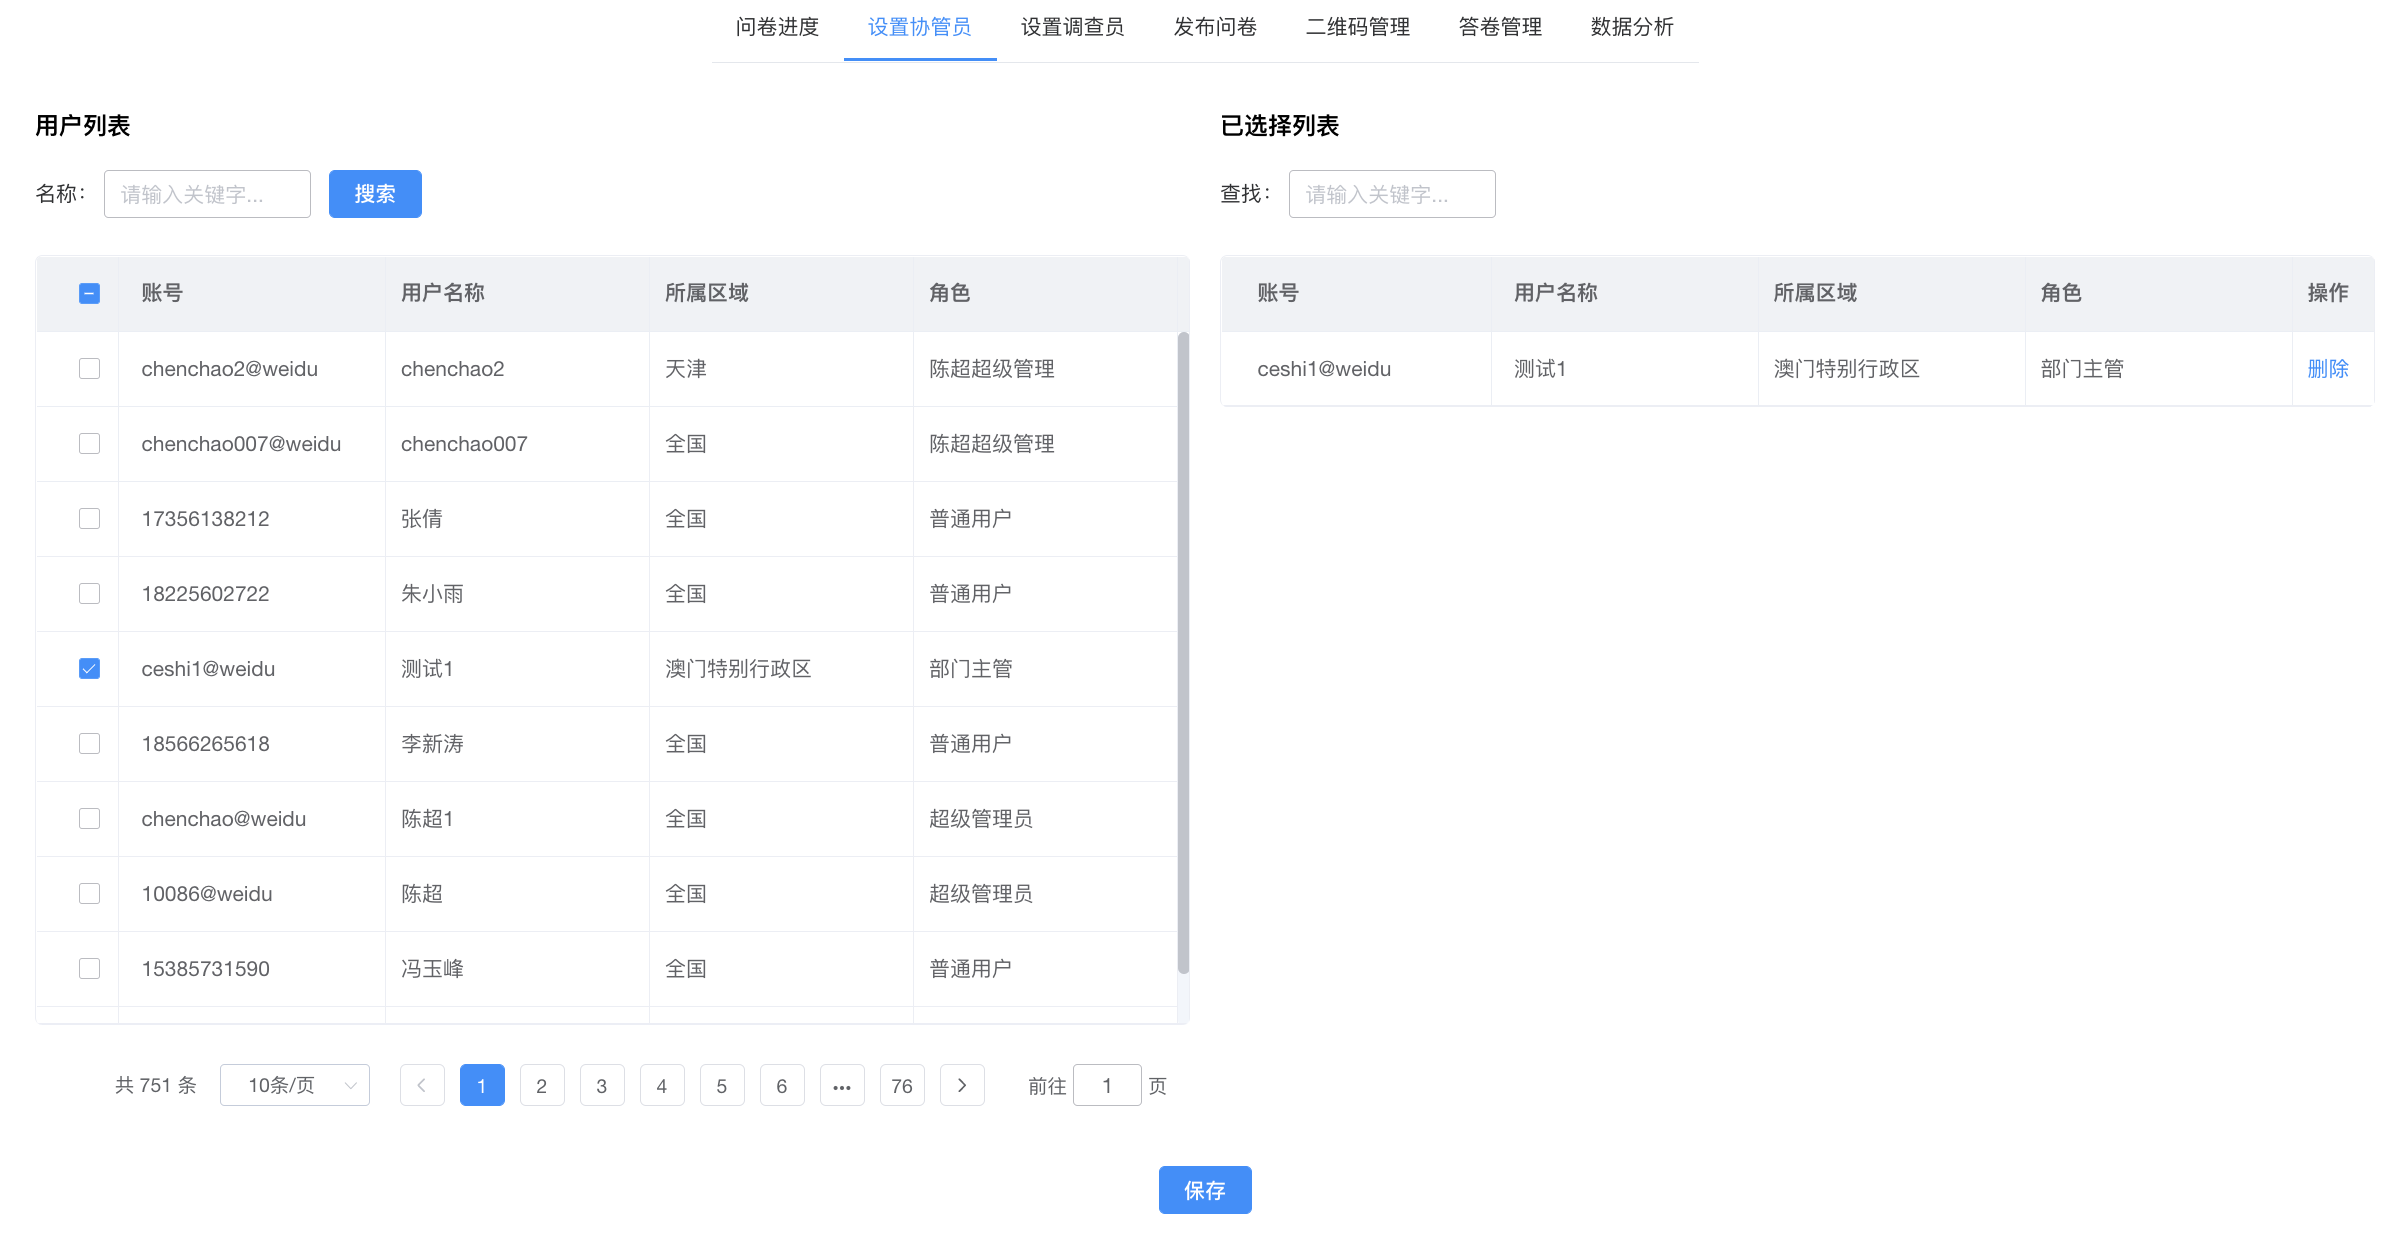 问卷进度 设置协管员 设置调查员 发布问卷 二维码管理 答卷管理 数据分析
用户列表
名称： 请输入关键字... 搜索
账号 用户名称 所属区域 角色
chenchao2@weidu chenchao2 天津 陈超超级管理
chenchao007@weidu chenchao007 全国 陈超超级管理
17356138212 张倩 全国 普通用户
18225602722 朱小雨 全国 普通用户
ceshi1@weidu 测试1 澳门特别行政区 部门主管
18566265618 李新涛 全国 普通用户
chenchao@weidu 陈超1 全国 超级管理员
10086@weidu 陈超 全国 超级管理员
15385731590 冯玉峰 全国 普通用户
共 751 条 10条/页 1 2 3 4 5 6 ••• 76 前往 1 页
已选择列表
查找： 请输入关键字...
账号 用户名称 所属区域 角色 操作
ceshi1@weidu 测试1 澳门特别行政区 部门主管 删除
保存